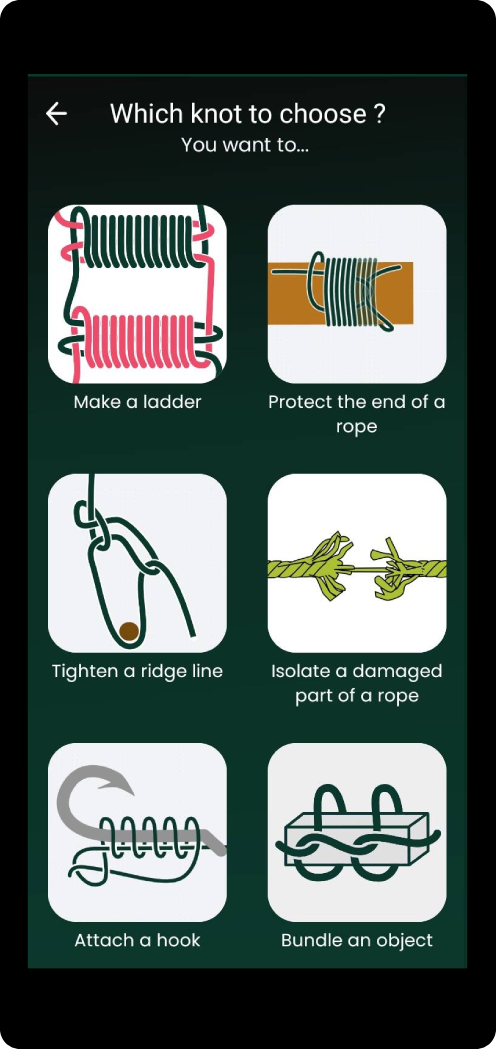 Which knot to choose ?
You want to...
Make a ladder
Protect the end of a
rope
Tighten a ridge line
Isolate a damaged
part of a rope
Attach a hook
Bundle an object